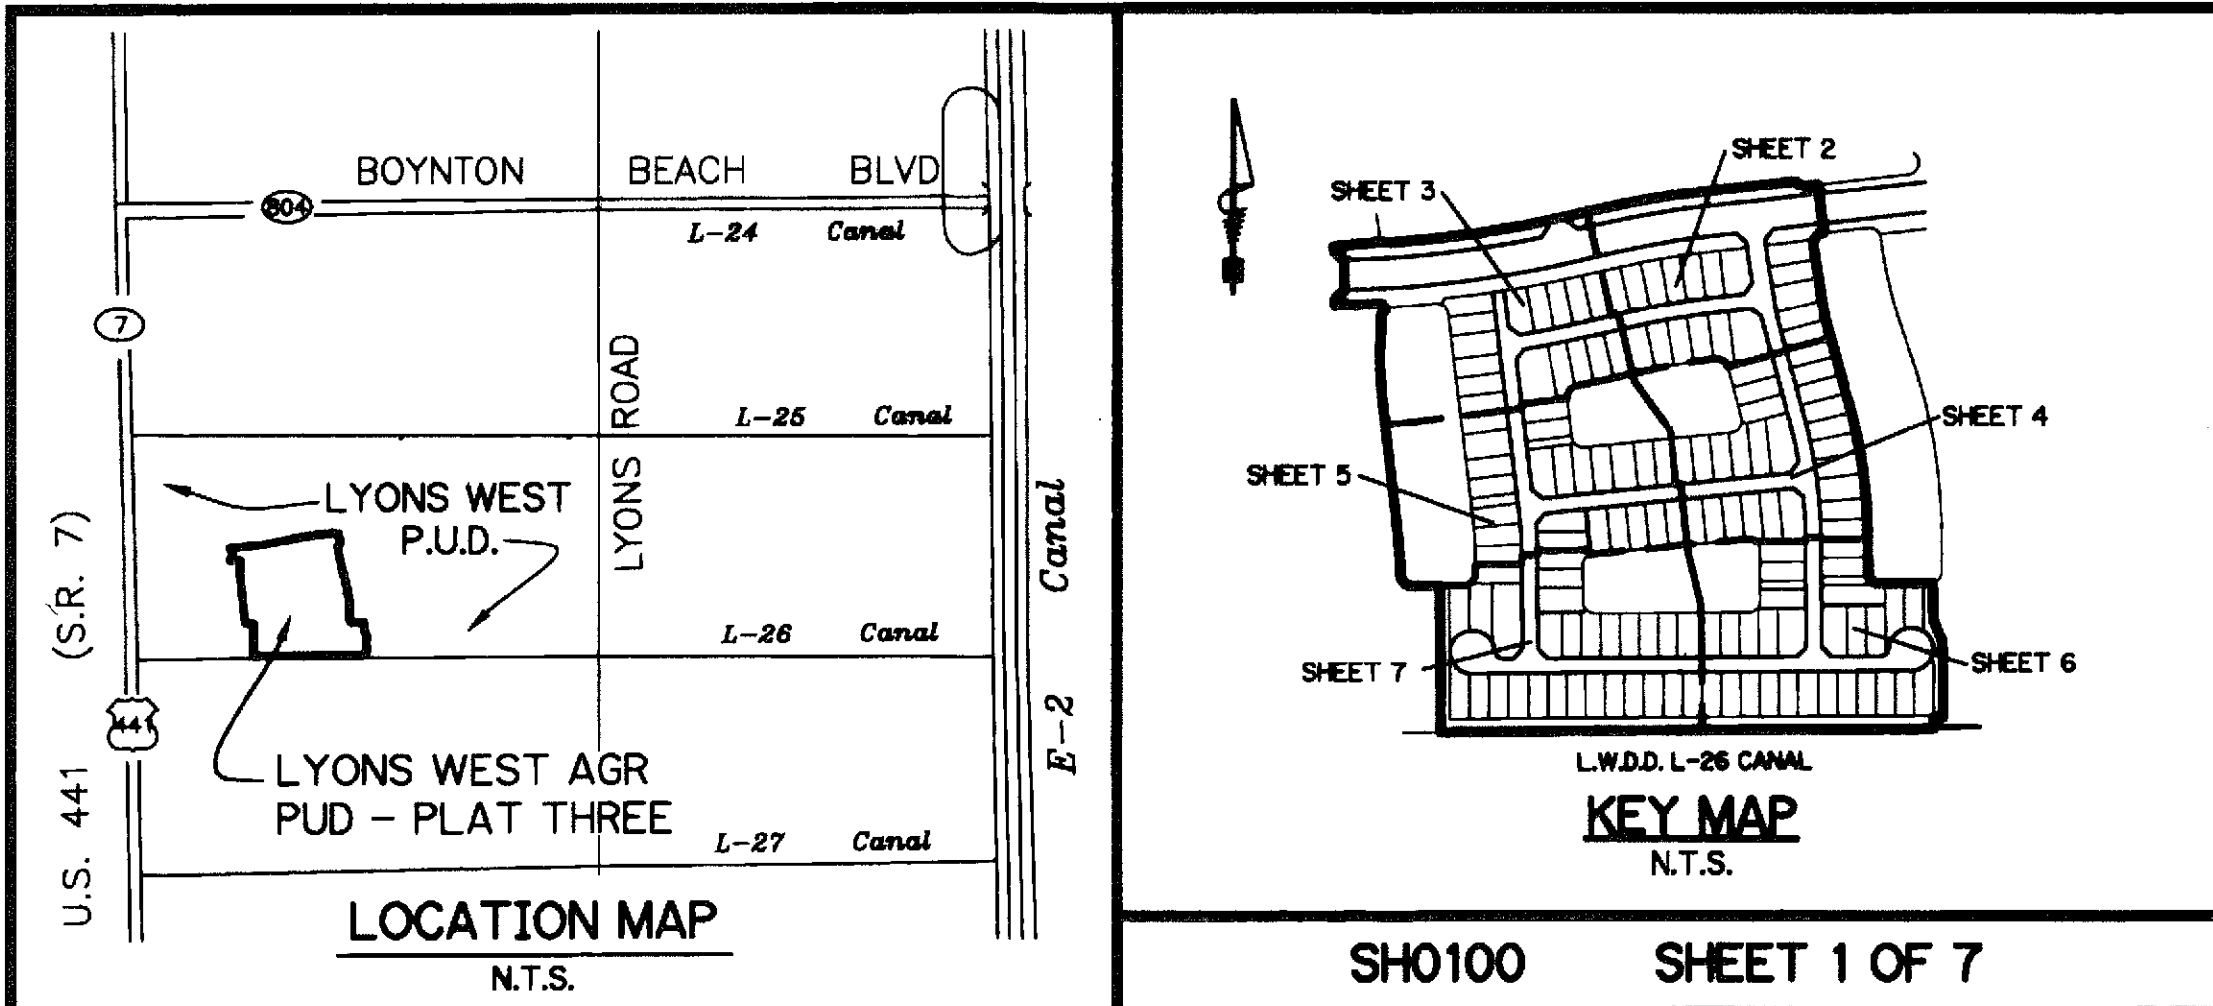 BOYNTON BEACH BLVD
804
L-24 Canal
7
LYONS ROAD
L-25 Canal
LYONS WEST
P.U.D.
U.S. 441 (S.R. 7)
L-26 Canal
441
E-2 Canal
LYONS WEST AGR
PUD - PLAT THREE
L-27 Canal
LOCATION MAP
N.T.S.
SHEET 2
SHEET 3
SHEET 4
SHEET 5
SHEET 7
SHEET 6
L.W.D.D. L-26 CANAL
KEY MAP
N.T.S.
SH0100 SHEET 1 OF 7